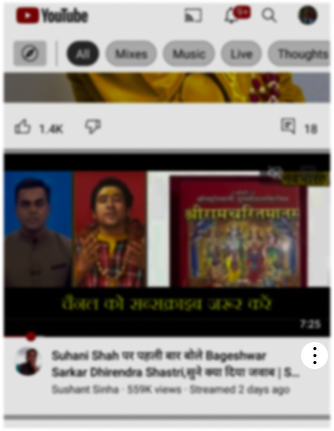 YouTube
9+
All Mixes Music Live Thoughts
1.4K 18
श्रीरामचरितमानस
चैनल को सब्सक्राइब जरूर करें
7:25
Suhani Shah पर पहली बार बोले Bageshwar
Sarkar Dhirendra Shastri,सुने क्या दिया जवाब | S...
Sushant Sinha · 559K views · Streamed 2 days ago